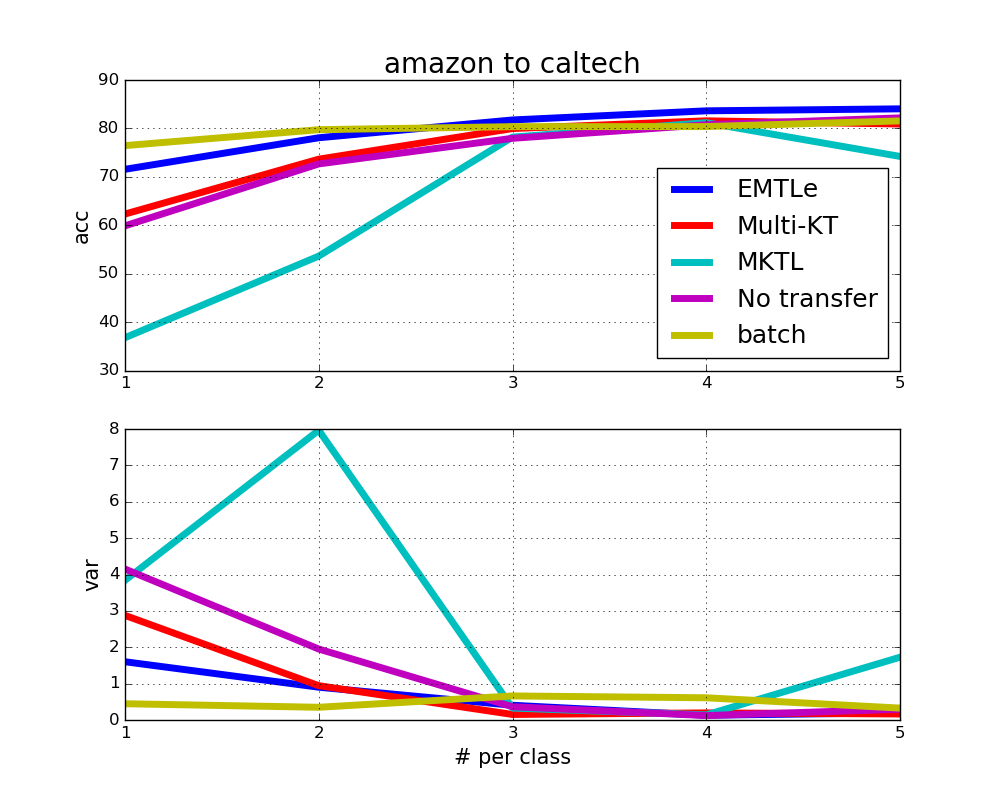 amazon to caltech
acc
90
80
70
60
50
40
30
1 2 3 4 5
EMTLe
Multi-KT
MKTL
No transfer
batch
var
8
7
6
5
4
3
2
1
0
1 2 3 4 5
# per class